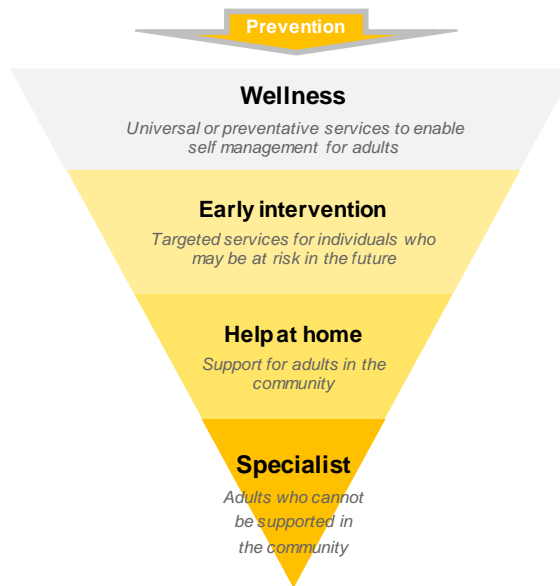 Prevention
Wellness
Universal or preventative services to enable
self management for adults
Early intervention
Targeted services for individuals who
may be at risk in the future
Help at home
Support for adults in the
community
Specialist
Adults who cannot
be supported in
the community